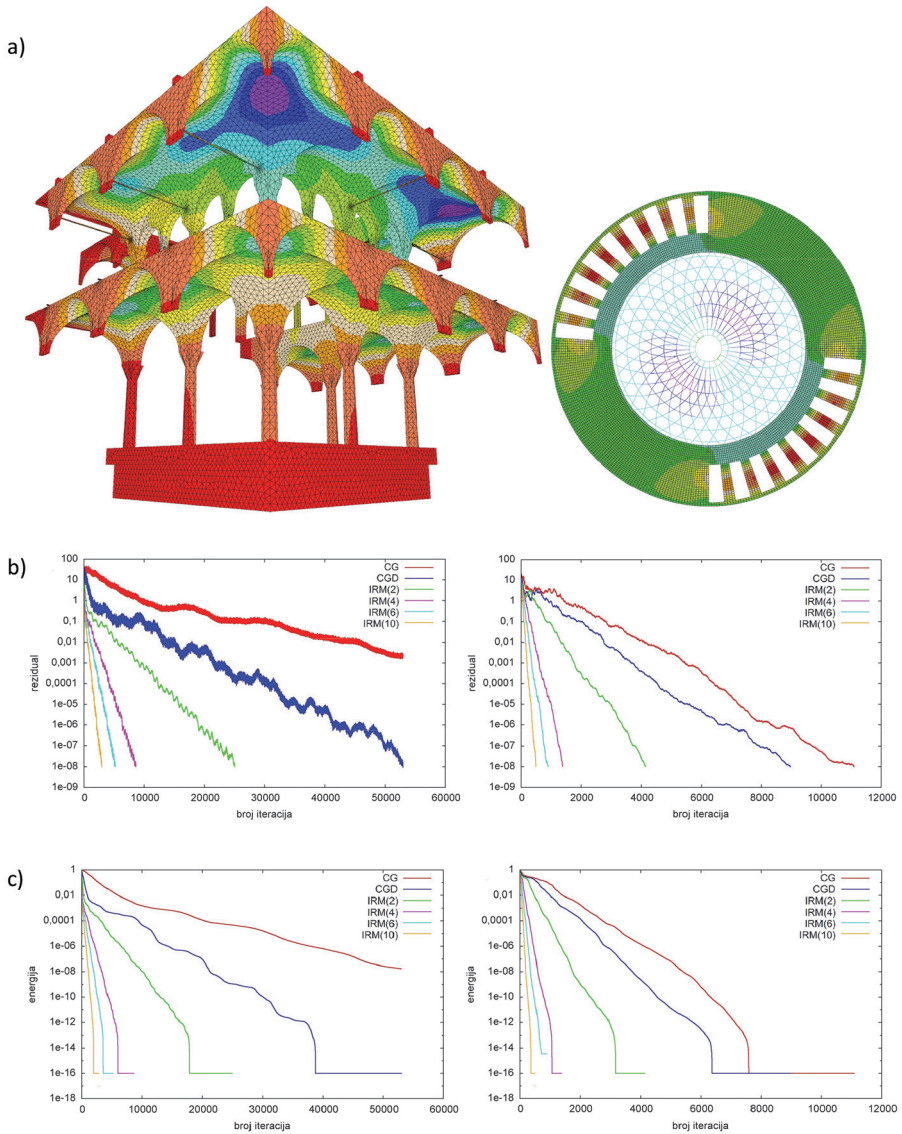 a)
b)
100
10
1
0,1
0,01
0,001
0,0001
1e-05
1e-06
1e-07
1e-08
1e-09
rezidual
0 10000 20000 30000 40000 50000 60000
broj iteracija
CG
CGD
IRM(2)
IRM(4)
IRM(6)
IRM(10)
100
10
1
0,1
0,01
0,001
0,0001
1e-05
1e-06
1e-07
1e-08
1e-09
rezidual
0 2000 4000 6000 8000 10000 12000
broj iteracija
CG
CGD
IRM(2)
IRM(4)
IRM(6)
IRM(10)
c)
1
0,01
0,0001
1e-06
1e-08
1e-10
1e-12
1e-14
1e-16
1e-18
energija
0 10000 20000 30000 40000 50000 60000
broj iteracija
CG
CGD
IRM(2)
IRM(4)
IRM(6)
IRM(10)
1
0,01
0,0001
1e-06
1e-08
1e-10
1e-12
1e-14
1e-16
1e-18
energija
0 2000 4000 6000 8000 10000 12000
broj iteracija
CG
CGD
IRM(2)
IRM(4)
IRM(6)
IRM(10)